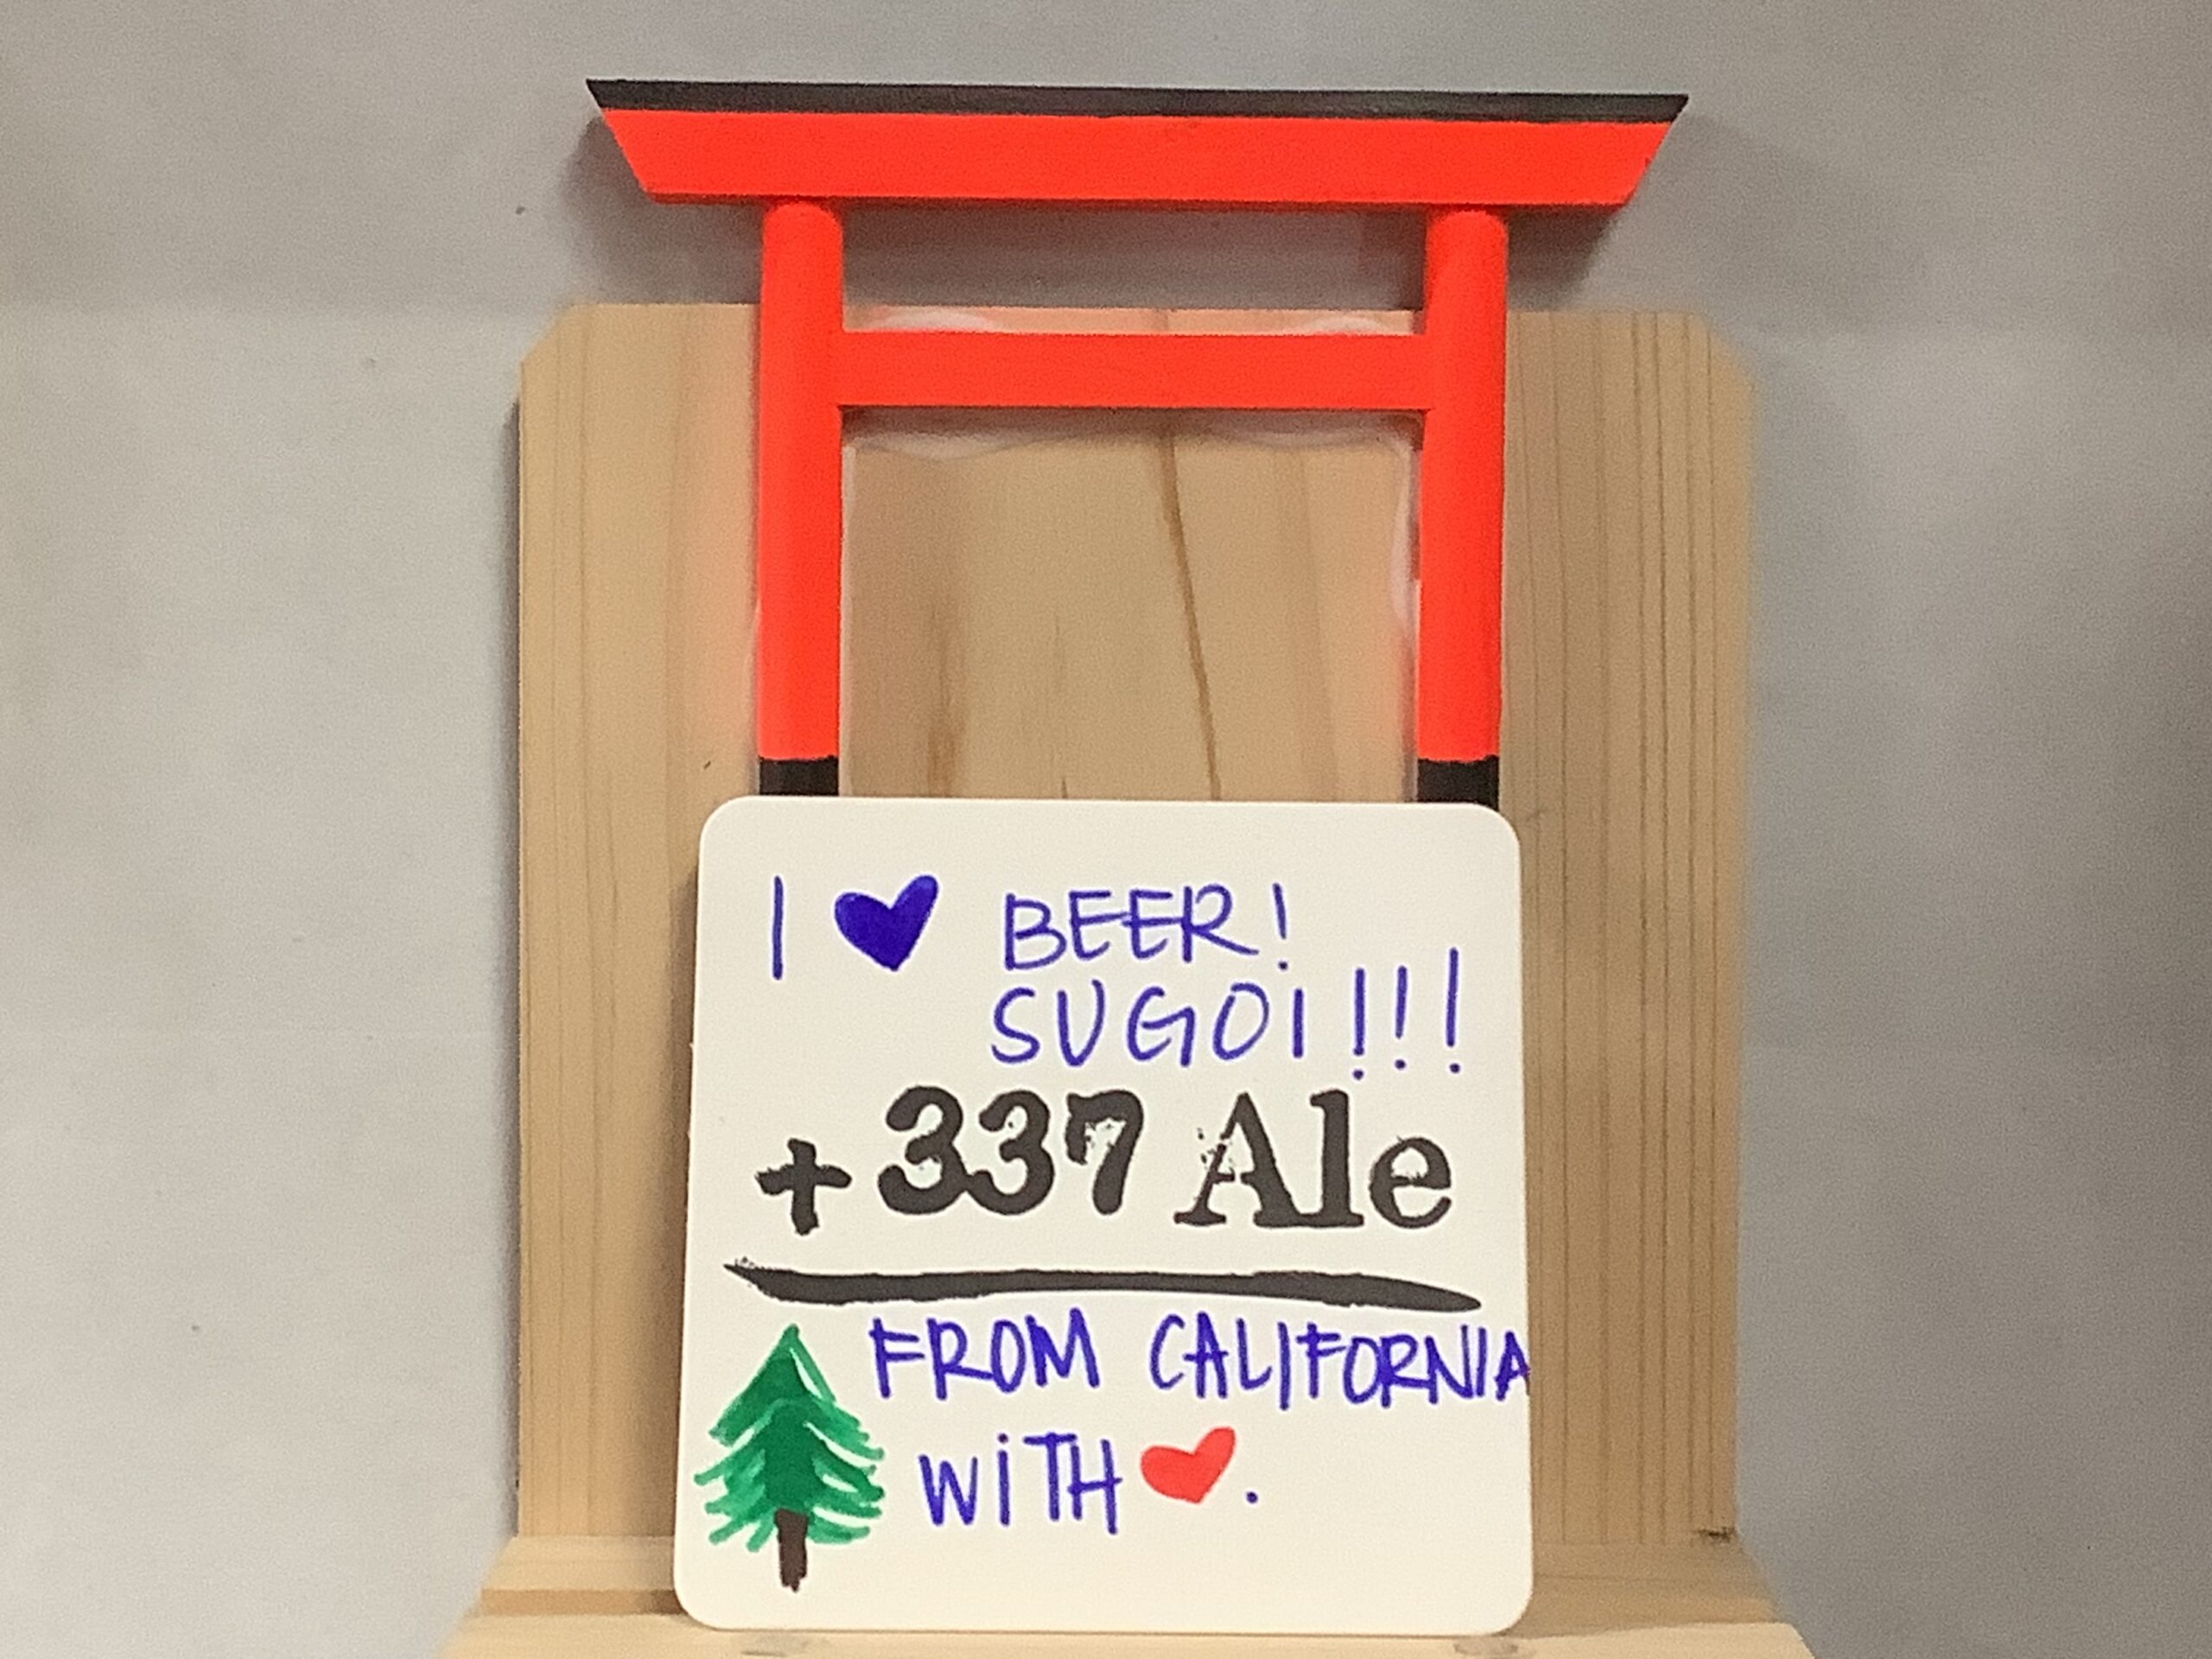 I ♥ BEER!
SUGOI!!!
+337 Ale
FROM CALIFORNIA
WiTH ♥.